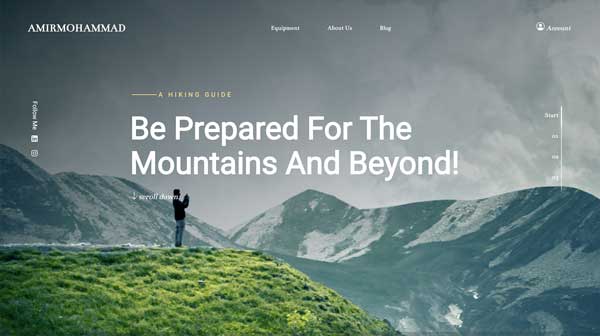 AMIRMOHAMMAD
Equipment
About Us
Blog
Account
Follow Me
A HIKING GUIDE
Be Prepared For The
Mountains And Beyond!
scroll down
Start
01
02
03